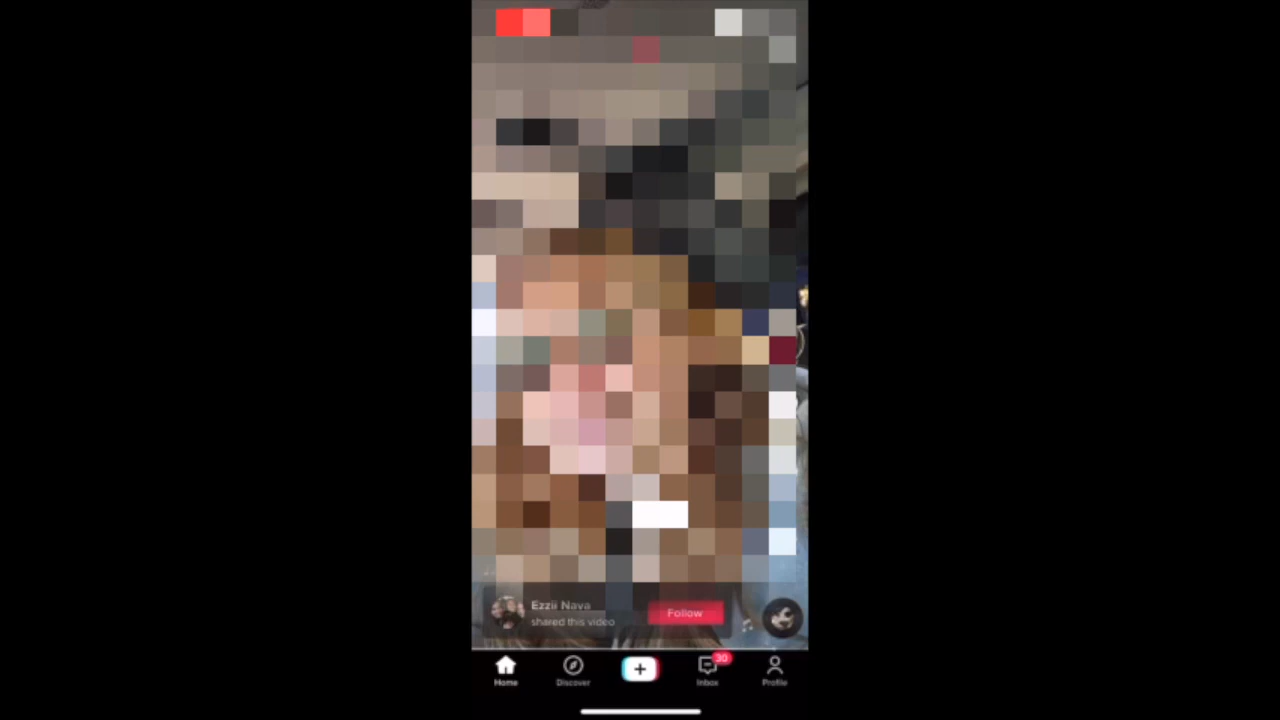 Ezzii Nava
shared this video
Follow
30
Home
Discover
Inbox
Profile